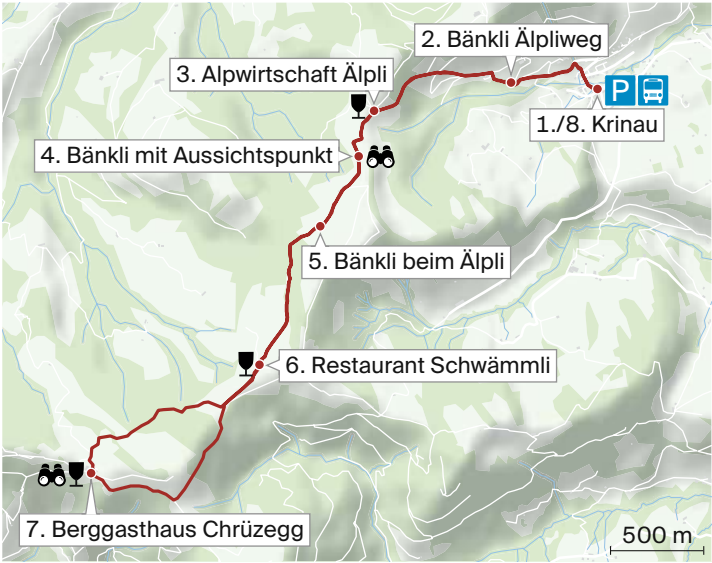 2. Bänkli Älpliweg
3. Alpwirtschaft Älpli
P
1./8. Krinau
4. Bänkli mit Aussichtspunkt
5. Bänkli beim Älpli
6. Restaurant Schwämmli
7. Berggasthaus Chrüzegg
500 m